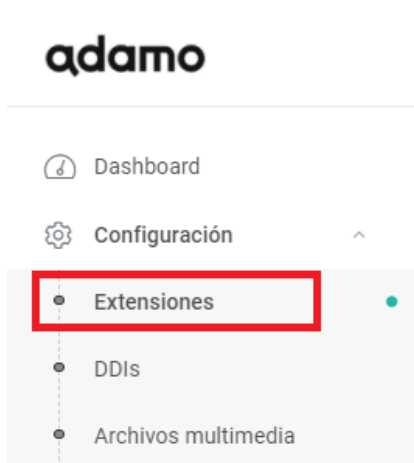 adamo
Dashboard
Configuración
Extensiones
DDIs
Archivos multimedia